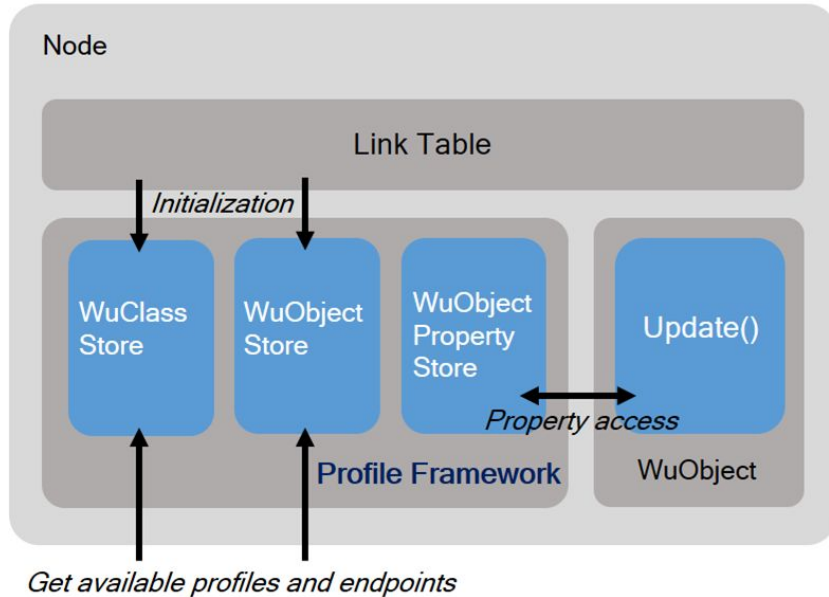 Node
Link Table
Initialization
WuClass
Store
WuObject
Store
WuObject
Property
Store
Update()
Property access
Profile Framework
WuObject
Get available profiles and endpoints